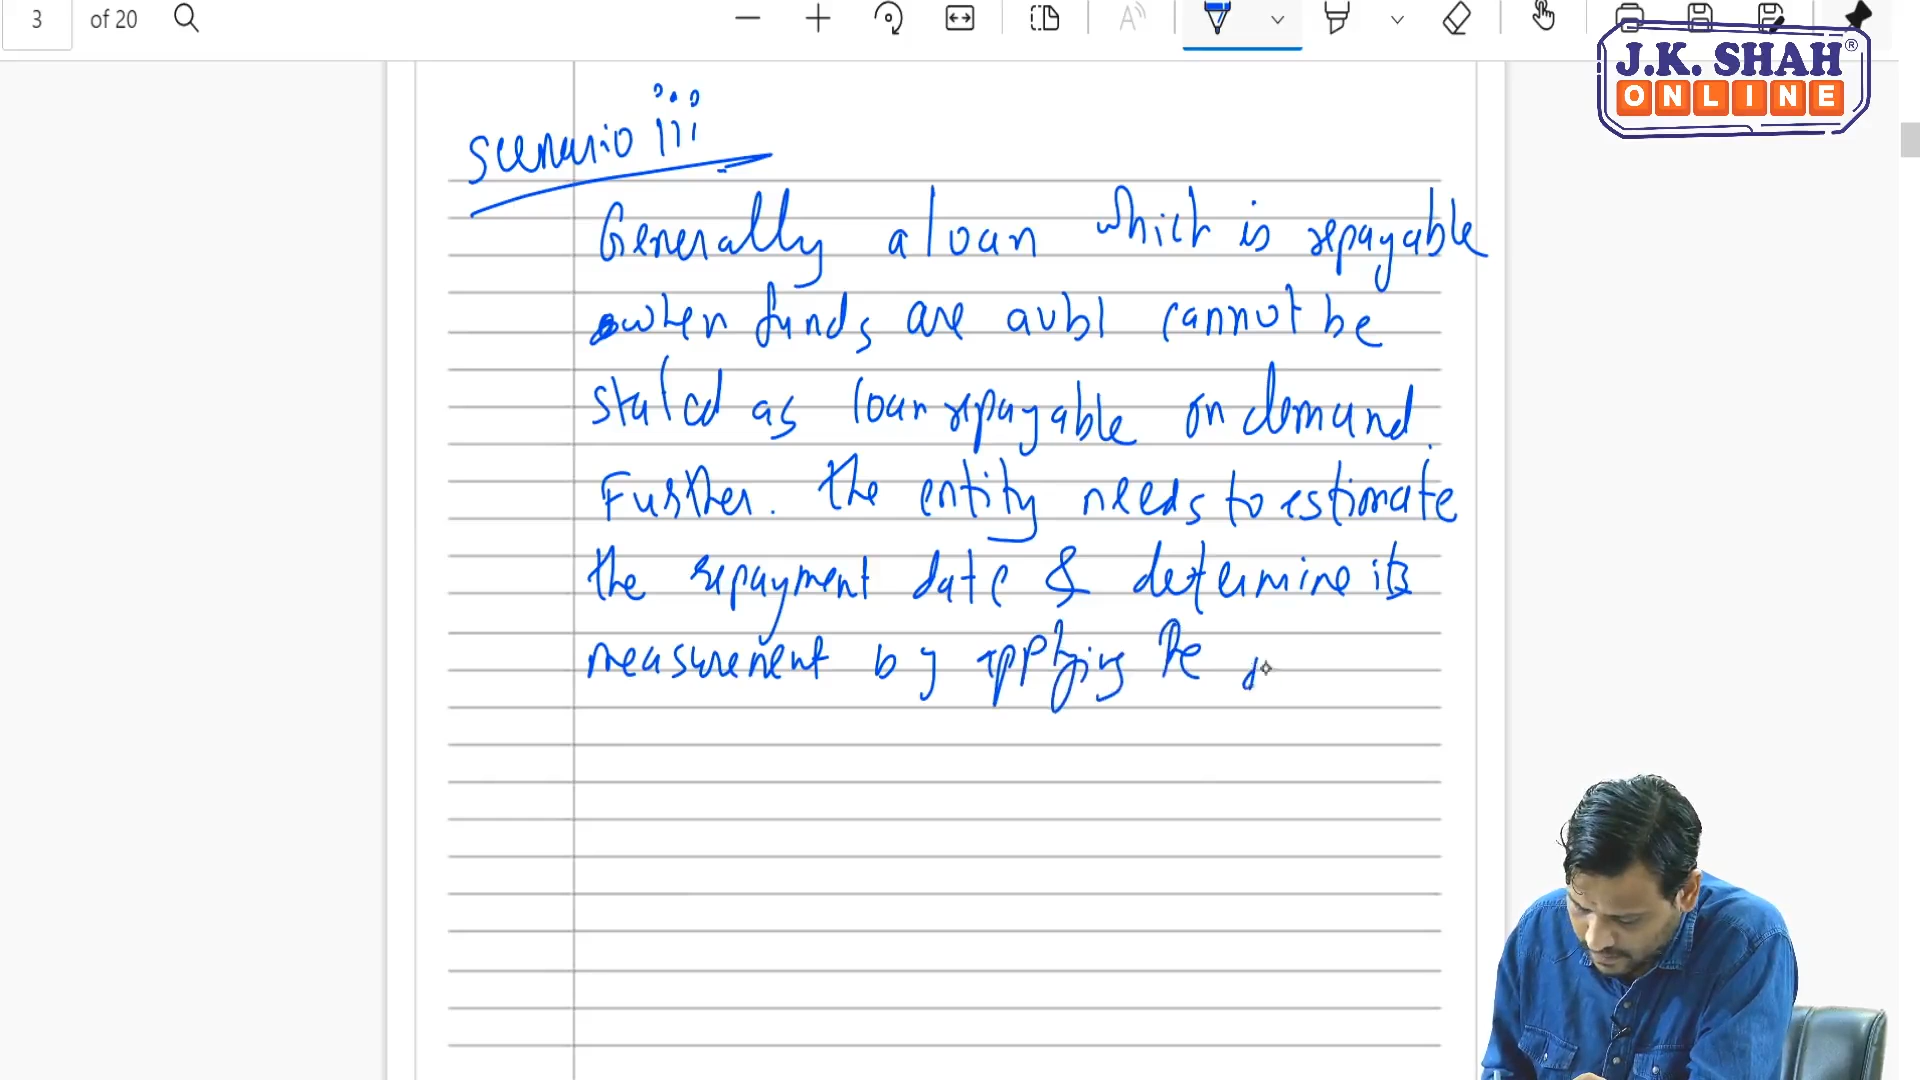 3 of 20
J.K. SHAH®
ONLINE
Scenario iii
Generally a loan which is repayable
when funds are avbl cannot be
stated as loan repayable on demand.
Further. the entity needs to estimate
the repayment date & determine its
measurement by applying the